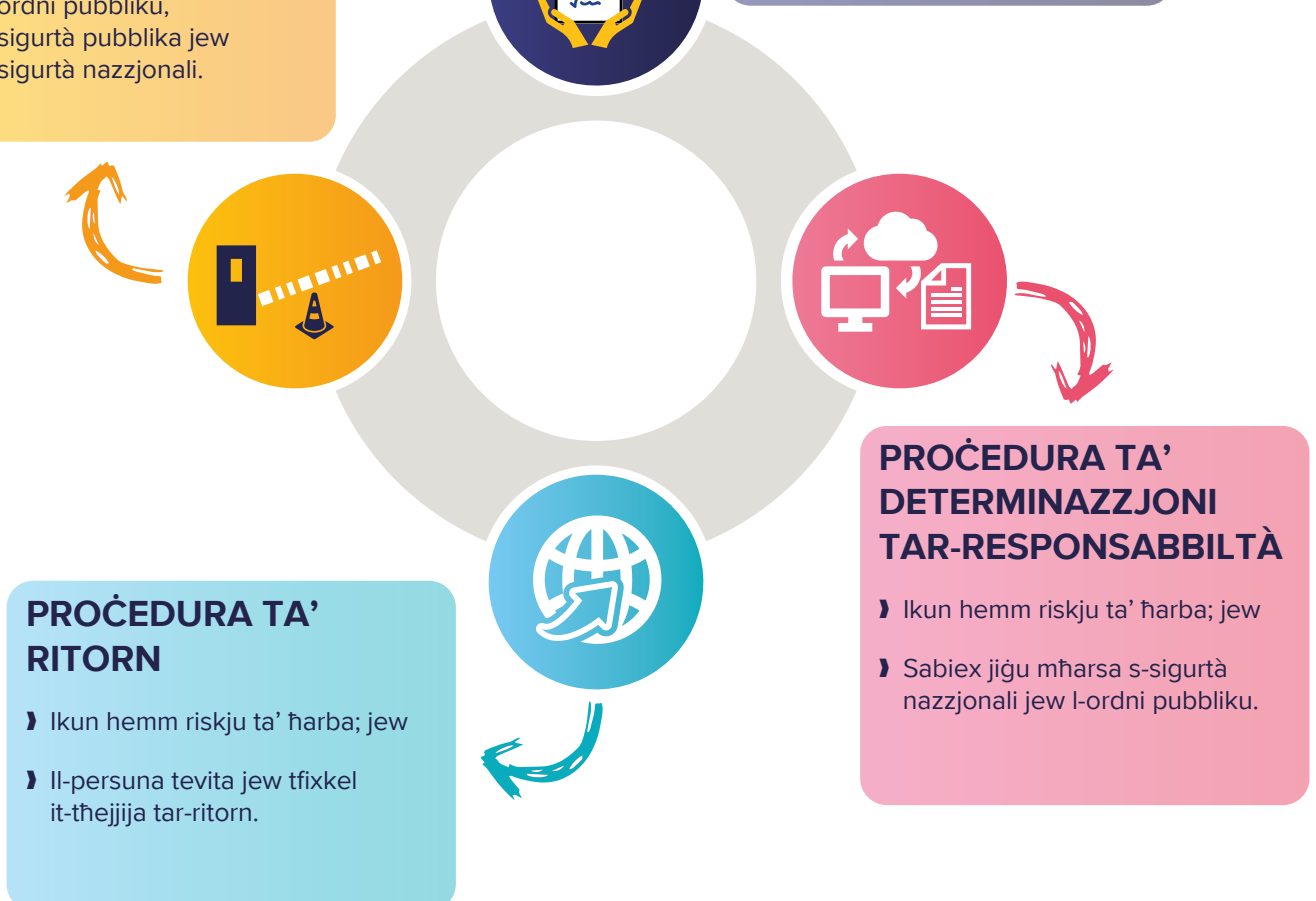 ordni pubbliku,
sigurtà pubblika jew
sigurtà nazzjonali.
PROĊEDURA TA'
DETERMINAZZJONI
TAR-RESPONSABBILTÀ
❱ Ikun hemm riskju ta' ħarba; jew
❱ Sabiex jiġu mħarsa s-sigurtà
nazzjonali jew l-ordni pubbliku.
PROĊEDURA TA'
RITORN
❱ Ikun hemm riskju ta' ħarba; jew
❱ Il-persuna tevita jew tfixkel
it-tħejjija tar-ritorn.